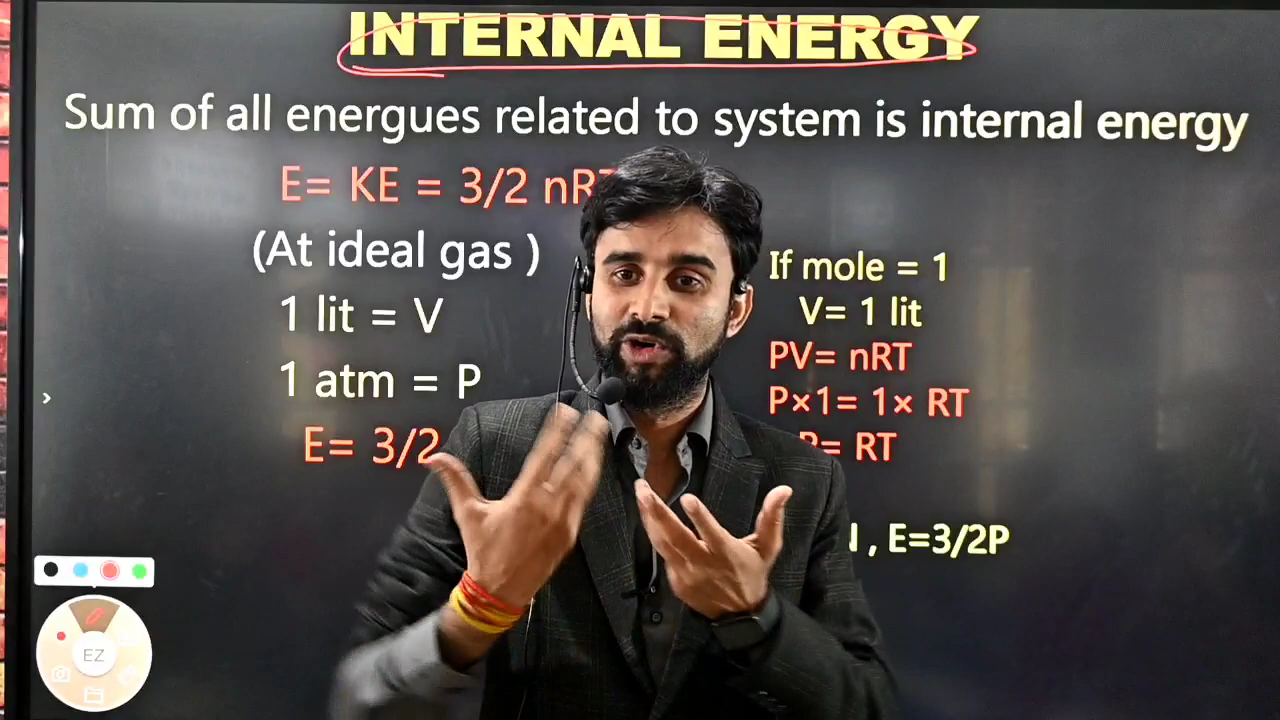 INTERNAL ENERGY
Sum of all energues related to system is internal energy
E= KE = 3/2
(At ideal gas )
1 lit = V
1 atm = P
E= 3/2
If mole = 1
V= 1 lit
PV= nRT
P×1= 1× RT
P= RT
, E=3/2P
EZ